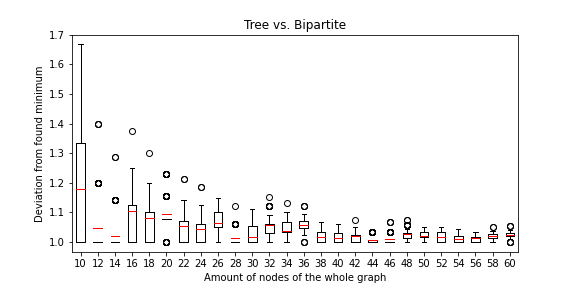 Tree vs. Bipartite
Deviation from found minimum
1.7
1.6
1.5
1.4
1.3
1.2
1.1
1.0
10 12 14 16 18 20 22 24 26 28 30 32 34 36 38 40 42 44 46 48 50 52 54 56 58 60
Amount of nodes of the whole graph